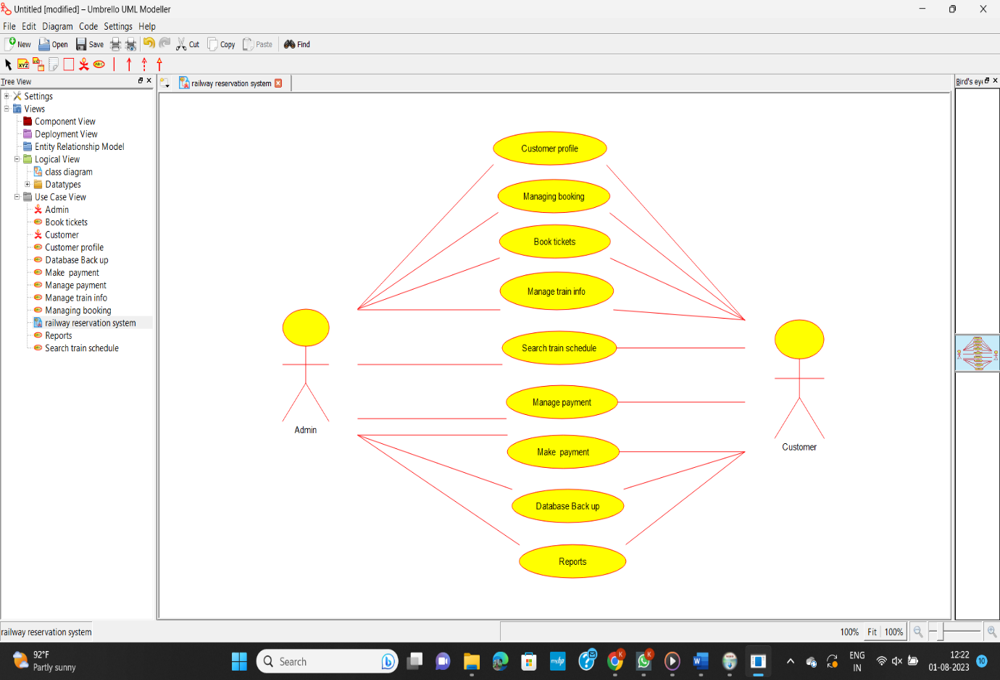 Untitled [modified] – Umbrello UML Modeller
File Edit Diagram Code Settings Help
New Open Save Cut Copy Paste Find
XYZ ABC
Tree View
railway reservation system
Bird's eye
Settings
Views
Component View
Deployment View
Entity Relationship Model
Logical View
class diagram
Datatypes
Use Case View
Admin
Book tickets
Customer
Customer profile
Database Back up
Make  payment
Manage payment
Manage train info
Managing booking
railway reservation system
Reports
Search train schedule
Customer profile
Managing booking
Book tickets
Manage train info
Search train schedule
Manage payment
Make  payment
Database Back up
Reports
Admin
Customer
railway reservation system
100% Fit 100%
92°F
Partly sunny
Search
ENG
IN
12:22
01-08-2023
10